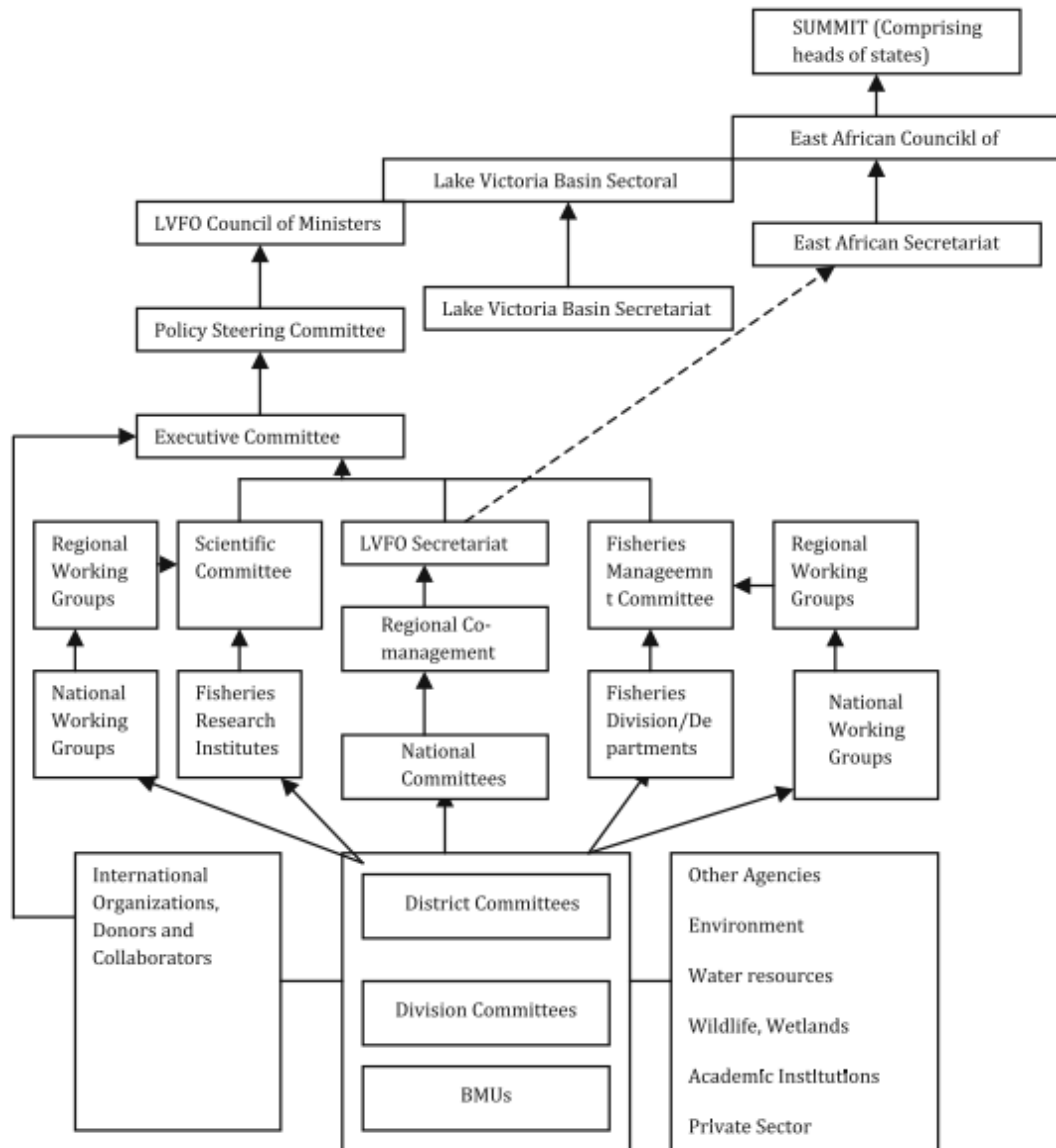 SUMMIT (Comprising
heads of states)
East African Councikl of
Lake Victoria Basin Sectoral
LVFO Council of Ministers
East African Secretariat
Lake Victoria Basin Secretariat
Policy Steering Committee
Executive Committee
Regional
Working
Groups
Scientific
Committee
LVFO Secretariat
Fisheries
Manageemn
t Committee
Regional
Working
Groups
Regional Co-
management
National
Working
Groups
Fisheries
Research
Institutes
National
Committees
Fisheries
Division/De
partments
National
Working
Groups
International
Organizations,
Donors and
Collaborators
District Committees
Division Committees
BMUs
Other Agencies
Environment
Water resources
Wildlife, Wetlands
Academic Institutions
Private Sector